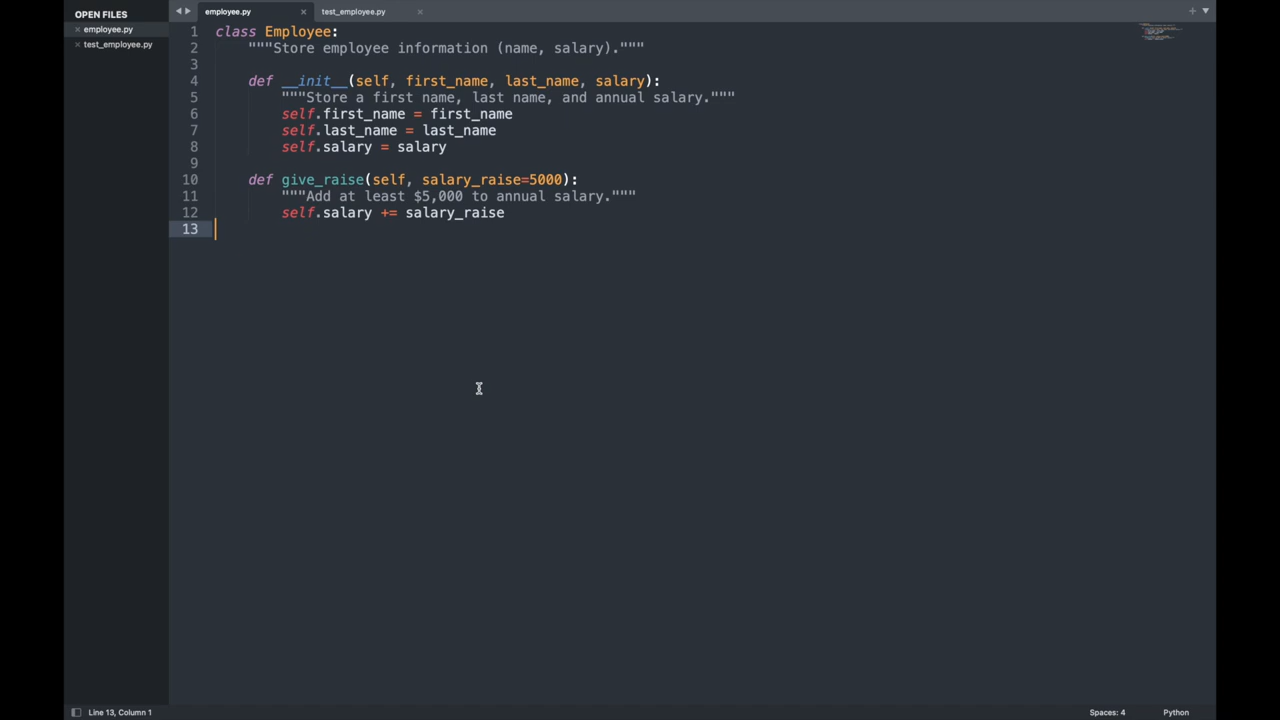 OPEN FILES
employee.py
test_employee.py
employee.py
test_employee.py
1 class Employee:
2     """Store employee information (name, salary)."""
3
4     def __init__(self, first_name, last_name, salary):
5         """Store a first name, last name, and annual salary."""
6         self.first_name = first_name
7         self.last_name = last_name
8         self.salary = salary
9
10     def give_raise(self, salary_raise=5000):
11         """Add at least $5,000 to annual salary."""
12         self.salary += salary_raise
13
Line 13, Column 1
Spaces: 4
Python